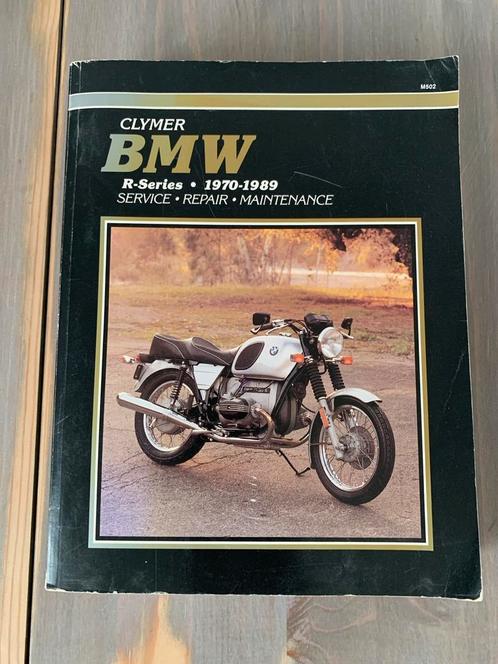 M502
CLYMER
BMW
R-Series • 1970-1989
SERVICE • REPAIR • MAINTENANCE